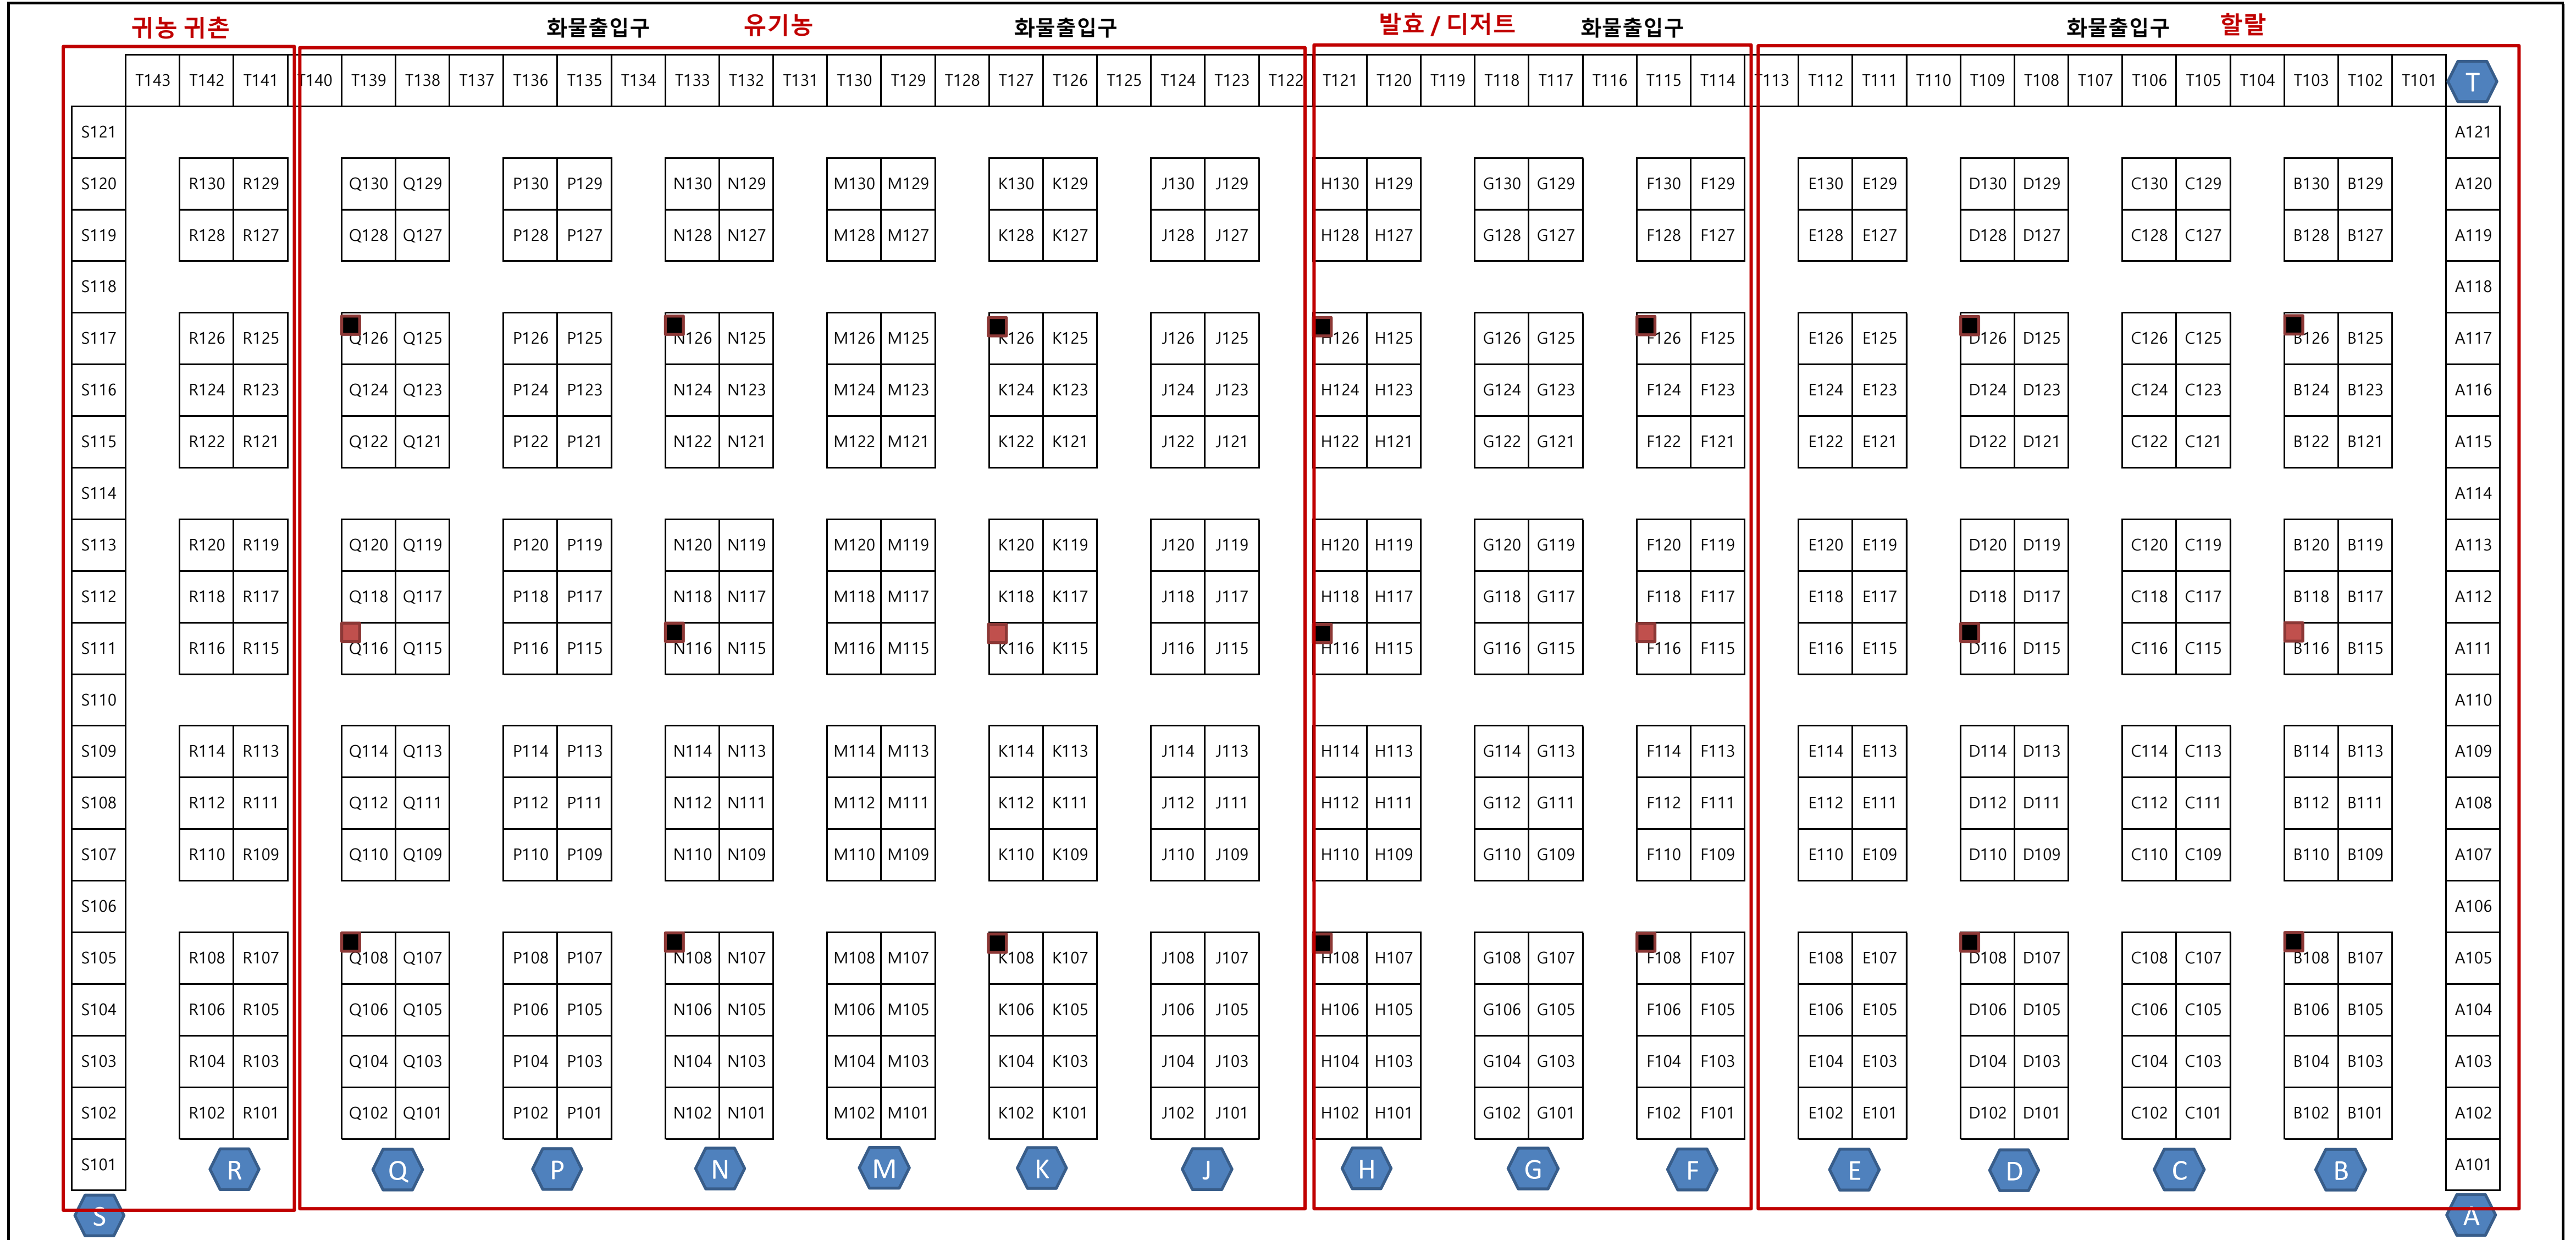 귀농 귀촌 화물출입구 유기농 화물출입구 발효 / 디저트 화물출입구 화물출입구 할랄
T143 T142 T141 T140 T139 T138 T137 T136 T135 T134 T133 T132 T131 T130 T129 T128 T127 T126 T125 T124 T123 T122 T121 T120 T119 T118 T117 T116 T115 T114 T113 T112 T111 T110 T109 T108 T107 T106 T105 T104 T103 T102 T101 T
S121 A121
S120 R130 R129 Q130 Q129 P130 P129 N130 N129 M130 M129 K130 K129 J130 J129 H130 H129 G130 G129 F130 F129 E130 E129 D130 D129 C130 C129 B130 B129 A120
S119 R128 R127 Q128 Q127 P128 P127 N128 N127 M128 M127 K128 K127 J128 J127 H128 H127 G128 G127 F128 F127 E128 E127 D128 D127 C128 C127 B128 B127 A119
S118 A118
S117 R126 R125 Q126 Q125 P126 P125 N126 N125 M126 M125 K126 K125 J126 J125 H126 H125 G126 G125 F126 F125 E126 E125 D126 D125 C126 C125 B126 B125 A117
S116 R124 R123 Q124 Q123 P124 P123 N124 N123 M124 M123 K124 K123 J124 J123 H124 H123 G124 G123 F124 F123 E124 E123 D124 D123 C124 C123 B124 B123 A116
S115 R122 R121 Q122 Q121 P122 P121 N122 N121 M122 M121 K122 K121 J122 J121 H122 H121 G122 G121 F122 F121 E122 E121 D122 D121 C122 C121 B122 B121 A115
S114 A114
S113 R120 R119 Q120 Q119 P120 P119 N120 N119 M120 M119 K120 K119 J120 J119 H120 H119 G120 G119 F120 F119 E120 E119 D120 D119 C120 C119 B120 B119 A113
S112 R118 R117 Q118 Q117 P118 P117 N118 N117 M118 M117 K118 K117 J118 J117 H118 H117 G118 G117 F118 F117 E118 E117 D118 D117 C118 C117 B118 B117 A112
S111 R116 R115 Q116 Q115 P116 P115 N116 N115 M116 M115 K116 K115 J116 J115 H116 H115 G116 G115 F116 F115 E116 E115 D116 D115 C116 C115 B116 B115 A111
S110 A110
S109 R114 R113 Q114 Q113 P114 P113 N114 N113 M114 M113 K114 K113 J114 J113 H114 H113 G114 G113 F114 F113 E114 E113 D114 D113 C114 C113 B114 B113 A109
S108 R112 R111 Q112 Q111 P112 P111 N112 N111 M112 M111 K112 K111 J112 J111 H112 H111 G112 G111 F112 F111 E112 E111 D112 D111 C112 C111 B112 B111 A108
S107 R110 R109 Q110 Q109 P110 P109 N110 N109 M110 M109 K110 K109 J110 J109 H110 H109 G110 G109 F110 F109 E110 E109 D110 D109 C110 C109 B110 B109 A107
S106 A106
S105 R108 R107 Q108 Q107 P108 P107 N108 N107 M108 M107 K108 K107 J108 J107 H108 H107 G108 G107 F108 F107 E108 E107 D108 D107 C108 C107 B108 B107 A105
S104 R106 R105 Q106 Q105 P106 P105 N106 N105 M106 M105 K106 K105 J106 J105 H106 H105 G106 G105 F106 F105 E106 E105 D106 D105 C106 C105 B106 B105 A104
S103 R104 R103 Q104 Q103 P104 P103 N104 N103 M104 M103 K104 K103 J104 J103 H104 H103 G104 G103 F104 F103 E104 E103 D104 D103 C104 C103 B104 B103 A103
S102 R102 R101 Q102 Q101 P102 P101 N102 N101 M102 M101 K102 K101 J102 J101 H102 H101 G102 G101 F102 F101 E102 E101 D102 D101 C102 C101 B102 B101 A102
S101 R Q P N M K J H G F E D C B A101
S A